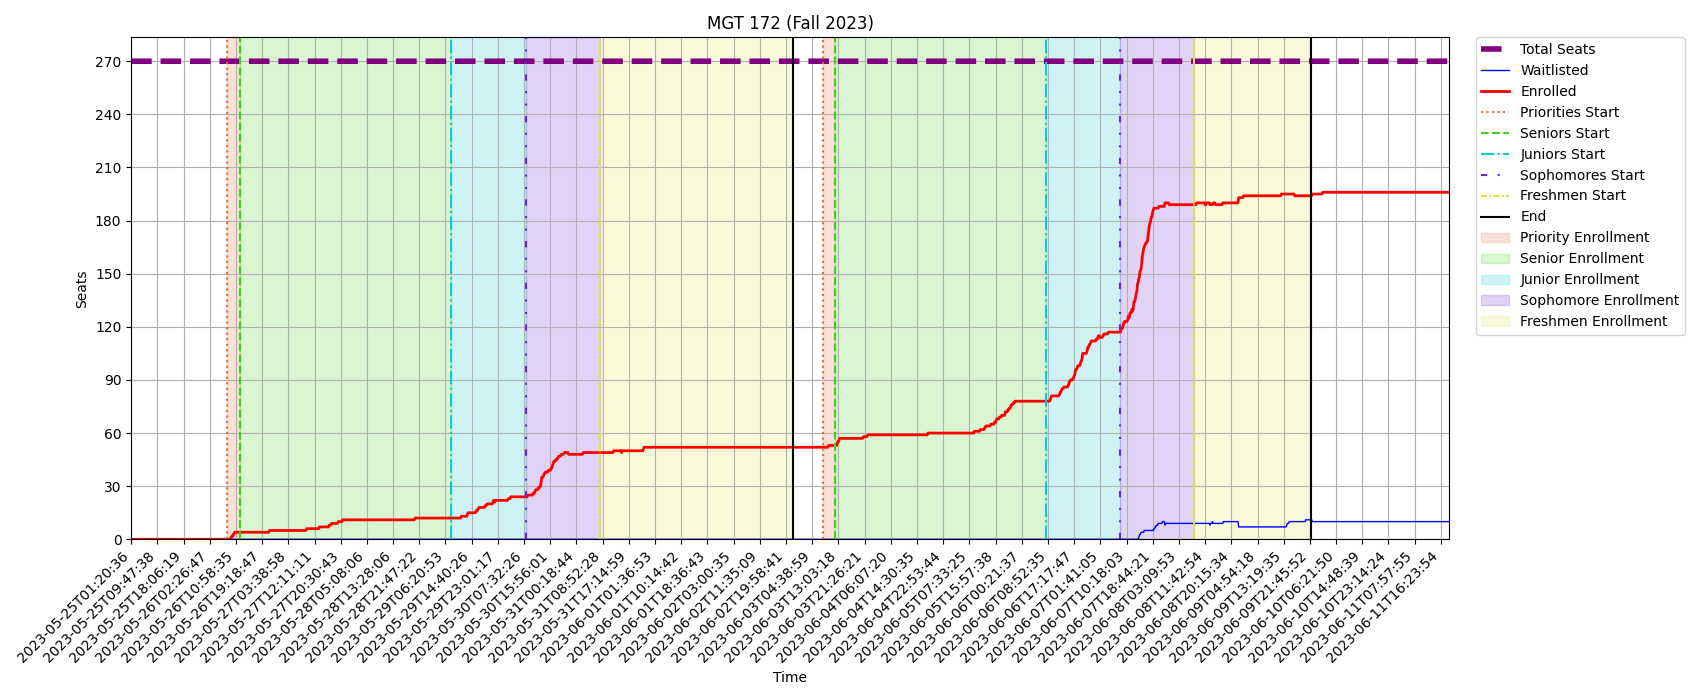 MGT 172 (Fall 2023)
Seats
270
240
210
180
150
120
90
60
30
0
2023-05-25T01:20:36
2023-05-25T09:47:38
2023-05-25T18:06:19
2023-05-26T02:26:47
2023-05-26T10:58:35
2023-05-26T19:18:47
2023-05-27T03:38:58
2023-05-27T12:11:11
2023-05-27T20:30:43
2023-05-28T05:08:06
2023-05-28T13:28:06
2023-05-28T21:47:22
2023-05-29T06:20:53
2023-05-29T14:40:26
2023-05-29T23:01:17
2023-05-30T07:32:26
2023-05-30T15:56:01
2023-05-31T00:18:44
2023-05-31T08:52:28
2023-05-31T17:14:59
2023-06-01T01:36:53
2023-06-01T10:14:42
2023-06-01T18:36:43
2023-06-02T03:00:35
2023-06-02T11:35:09
2023-06-02T19:58:41
2023-06-03T04:38:59
2023-06-03T13:03:18
2023-06-03T21:26:21
2023-06-04T06:07:20
2023-06-04T14:30:35
2023-06-04T22:53:44
2023-06-05T07:33:25
2023-06-05T15:57:38
2023-06-06T00:21:37
2023-06-06T08:52:35
2023-06-06T17:17:47
2023-06-07T01:41:05
2023-06-07T10:18:03
2023-06-07T18:44:21
2023-06-08T03:09:53
2023-06-08T11:42:54
2023-06-08T20:15:34
2023-06-09T04:54:18
2023-06-09T13:19:35
2023-06-09T21:45:52
2023-06-10T06:21:50
2023-06-10T14:48:39
2023-06-10T23:14:24
2023-06-11T07:57:55
2023-06-11T16:23:54
Time
Total Seats
Waitlisted
Enrolled
Priorities Start
Seniors Start
Juniors Start
Sophomores Start
Freshmen Start
End
Priority Enrollment
Senior Enrollment
Junior Enrollment
Sophomore Enrollment
Freshmen Enrollment